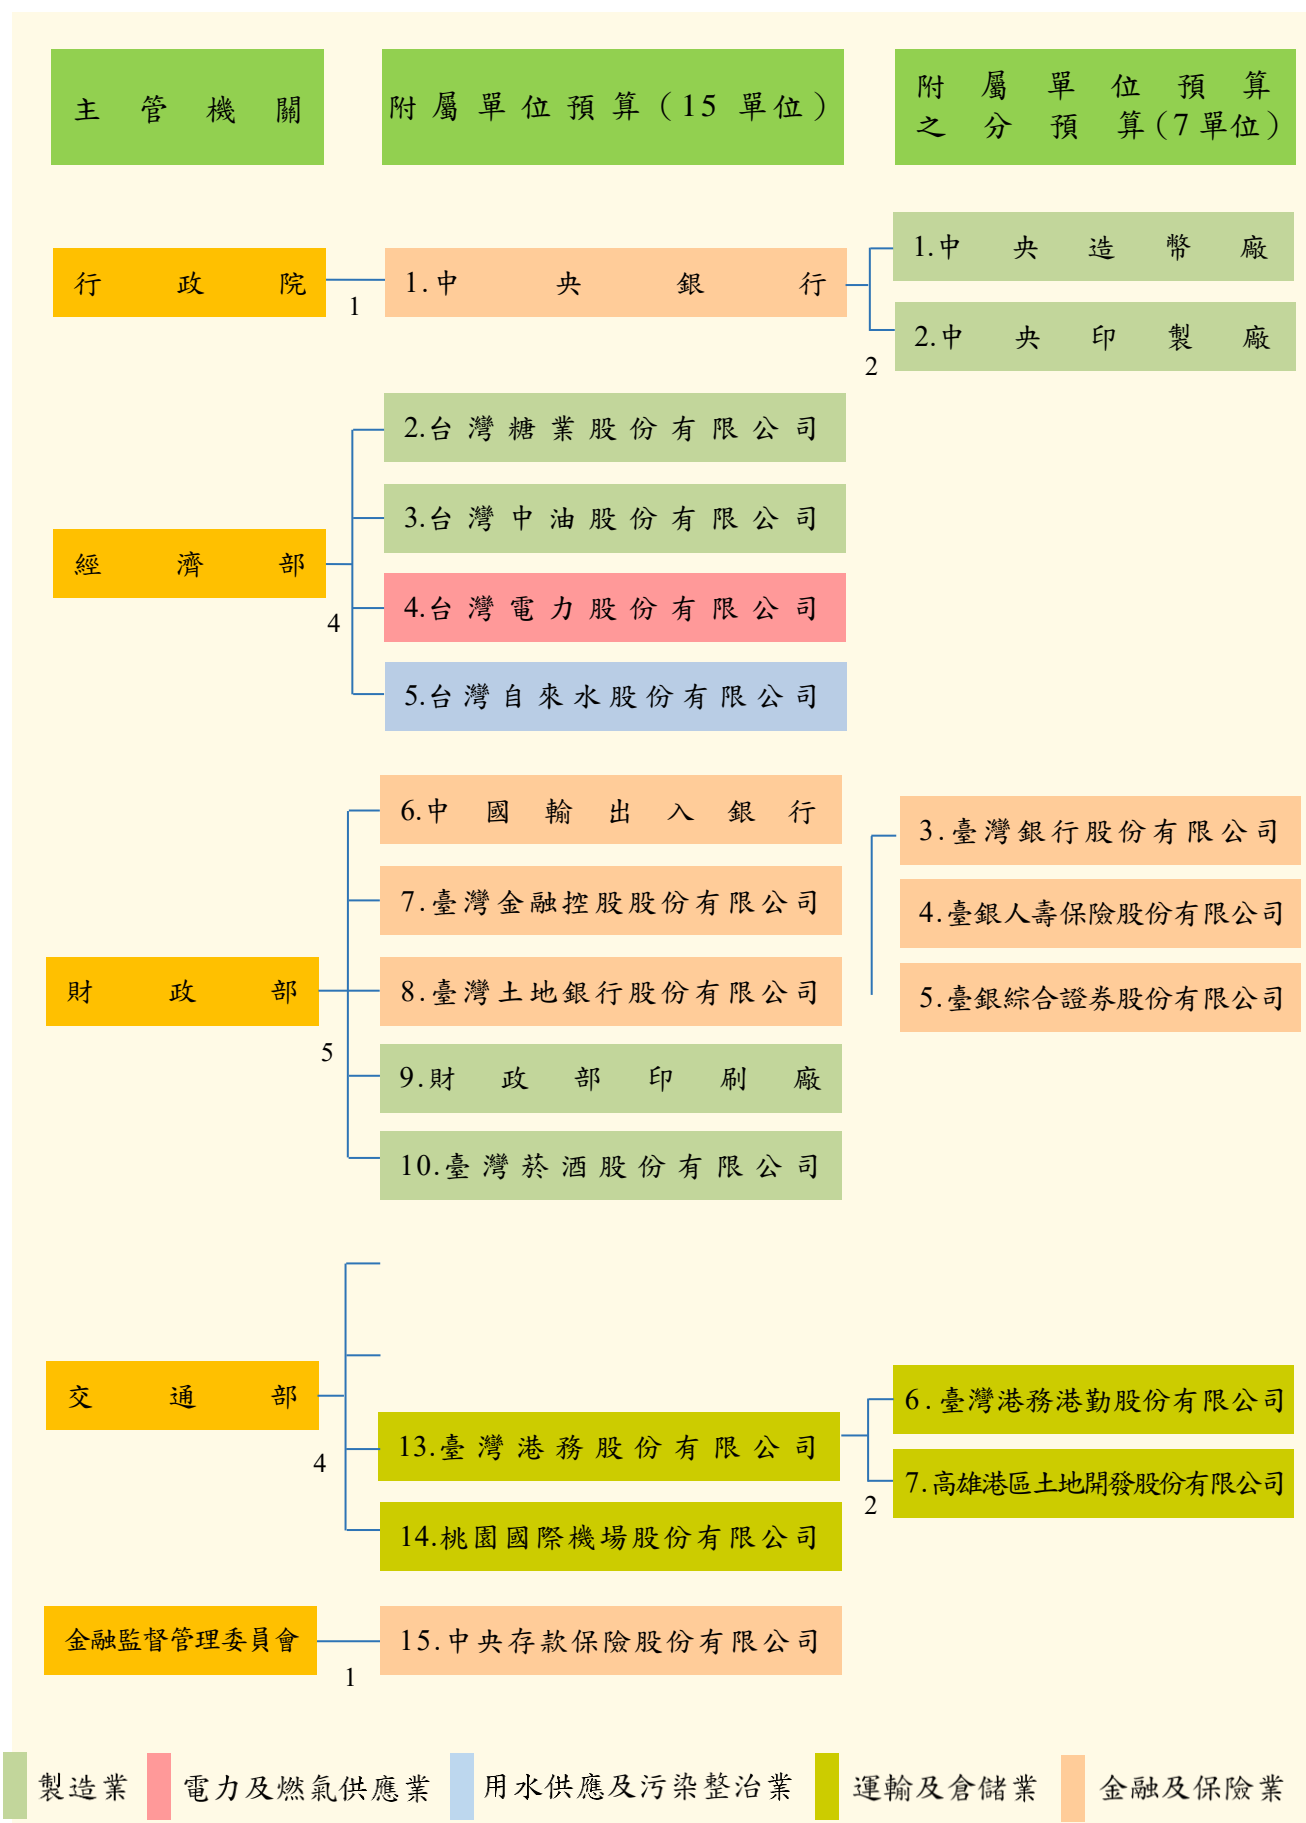 主管機關
附屬單位預算(15 單位)
附屬單位預算
之分預算(7單位)
行政院
1
1.中央銀行
2
1.中央造幣廠
2.中央印製廠
經濟部
4
2.台灣糖業股份有限公司
3.台灣中油股份有限公司
4.台灣電力股份有限公司
5.台灣自來水股份有限公司
財政部
5
6.中國輸出入銀行
7.臺灣金融控股股份有限公司
8.臺灣土地銀行股份有限公司
9.財政部印刷廠
10.臺灣菸酒股份有限公司
3.臺灣銀行股份有限公司
4.臺銀人壽保險股份有限公司
5.臺銀綜合證券股份有限公司
交通部
4
13.臺灣港務股份有限公司
14.桃園國際機場股份有限公司
2
6.臺灣港務港勤股份有限公司
7.高雄港區土地開發股份有限公司
金融監督管理委員會
1
15.中央存款保險股份有限公司
製造業
電力及燃氣供應業
用水供應及污染整治業
運輸及倉儲業
金融及保險業